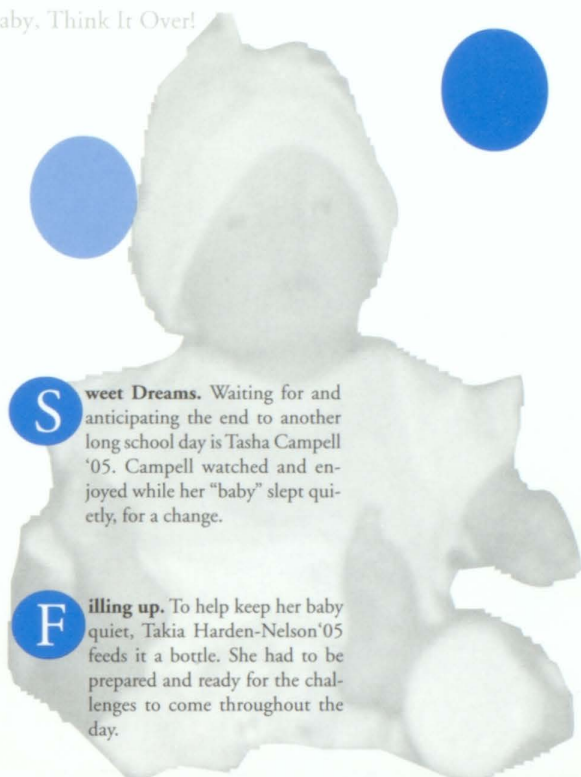 aby. Think It Over!
Sweet Dreams. Waiting for and
anticipating the end to another
long school day is Tasha Campell
‘05. Campell watched and en-
joyed while her “baby” slept qui-
etly, for a change.
Filling up. To help keep her baby
quiet, Takia Harden-Nelson‘05
feeds it a bottle. She had to be
prepared and ready for the chal-
lenges to come throughout the
day.